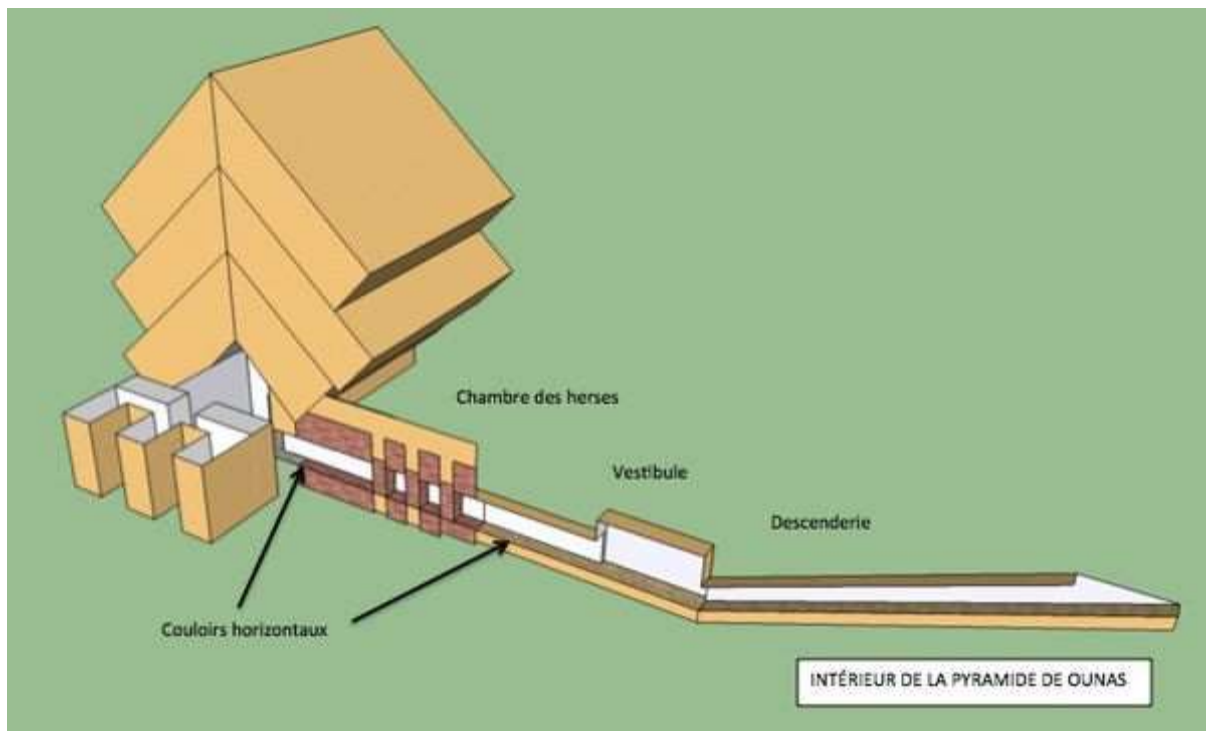 Chambre des herses
Vestibule
Descenderie
Couloirs horizontaux
INTÉRIEUR DE LA PYRAMIDE DE OUNAS